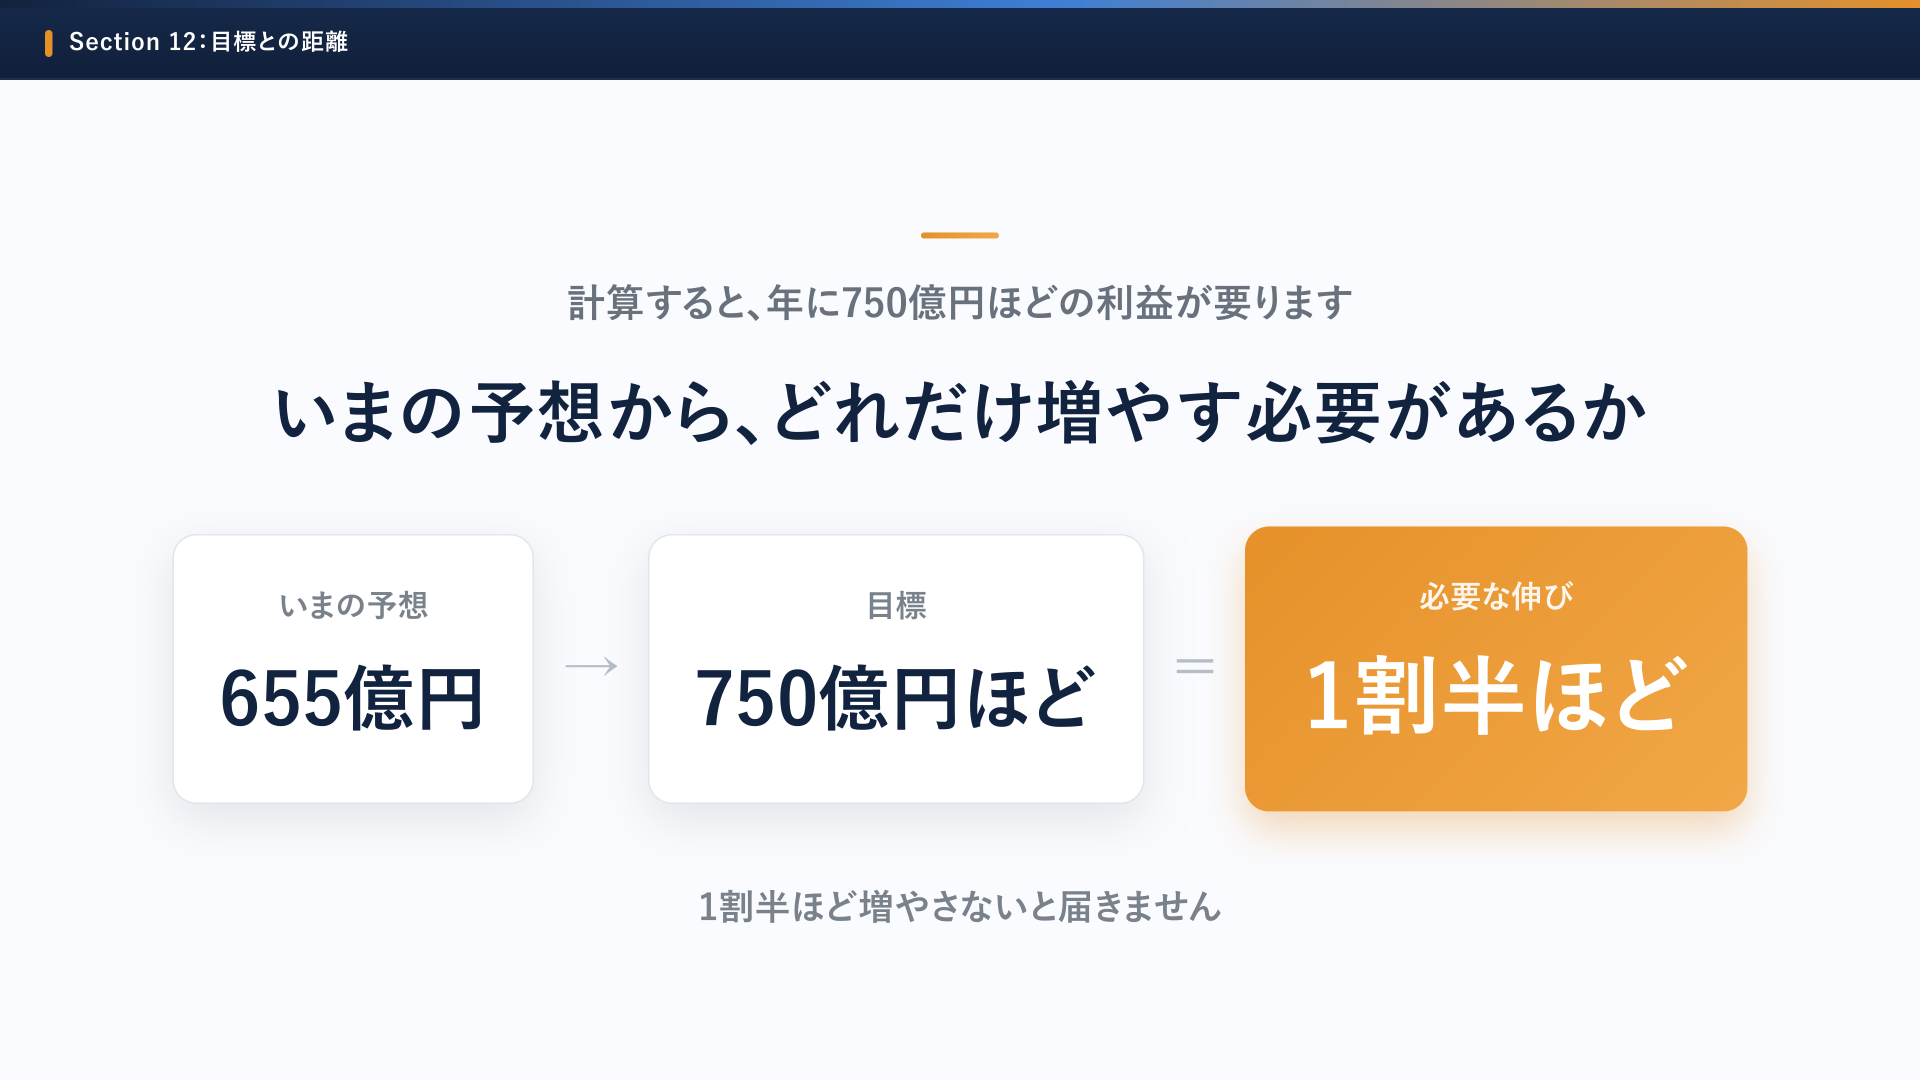 Section 12：目標との距離
計算すると、年に750億円ほどの利益が要ります
いまの予想から、どれだけ増やす必要があるか
いまの予想
655億円
→
目標
750億円ほど
＝
必要な伸び
1割半ほど
1割半ほど増やさないと届きません